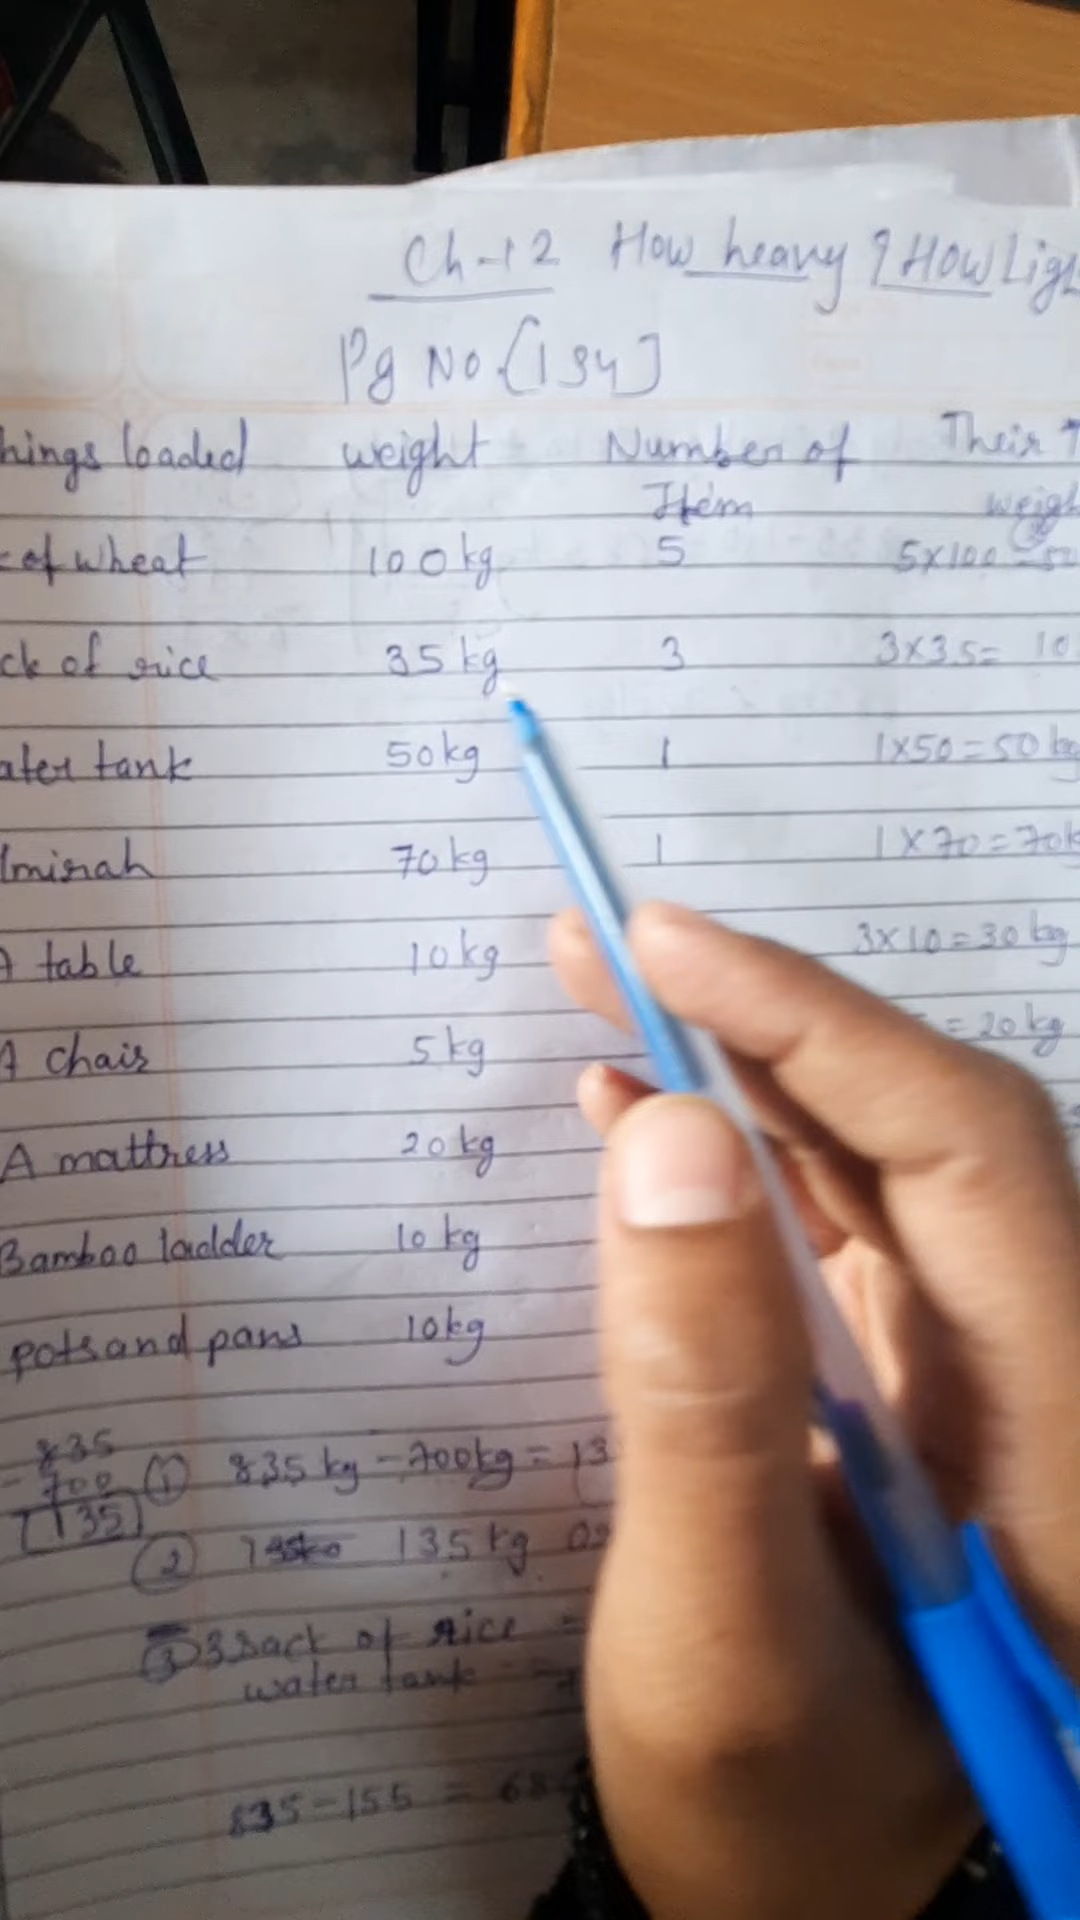 Ch-12 How heavy ? How Lig
Pg No. [134]
hings loaded weight Number of Their T
Item weigh
of wheat 100 kg 5 5x100 =
ck of rice 35 kg 3 3x35= 10
ater tank 50 kg 1 1x50=50 kg
lmirah 70 kg 1 1x70=70k
A table 10 kg 3x10=30 kg
A chair 5 kg = 20 kg
A mattress 20 kg
Bamboo ladder 10 kg
pots and pans 10 kg
835
- 700
135
① 835 kg - 700kg = 13
② 135 kg
③ 3 sack of rice =
water tank =
835-155 = 68